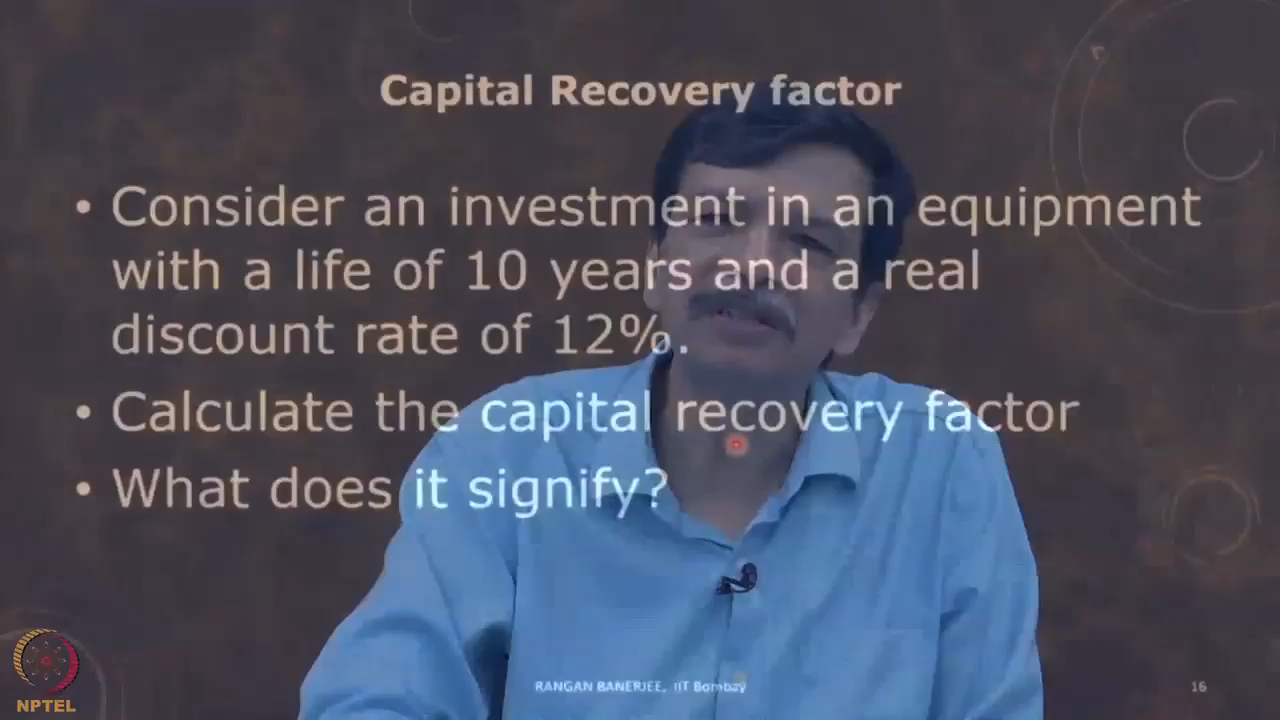 Capital Recovery factor
• Consider an investment in an equipment
with a life of 10 years and a real
discount rate of 12%.
• Calculate the capital recovery factor
• What does it signify?
RANGAN BANERJEE, IIT Bombay
16
NPTEL